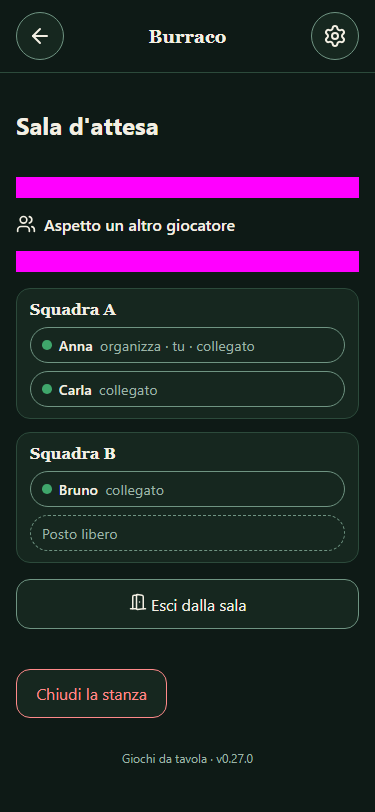 Burraco
Sala d'attesa
Aspetto un altro giocatore
Squadra A
Anna organizza · tu · collegato
Carla collegato
Squadra B
Bruno collegato
Posto libero
Esci dalla sala
Chiudi la stanza
Giochi da tavola · v0.27.0